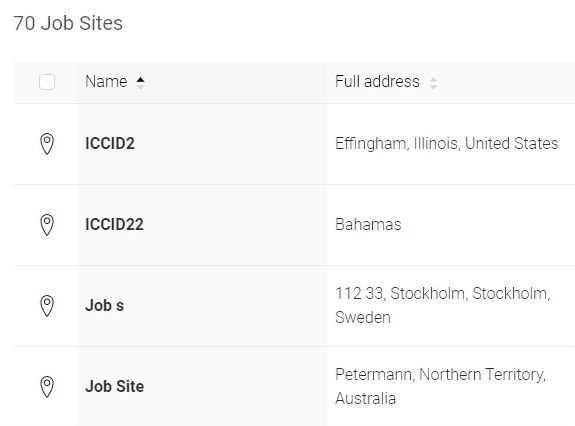 70 Job Sites
Name Full address
ICCID2 Effingham, Illinois, United States
ICCID22 Bahamas
Job s 112 33, Stockholm, Stockholm,
Sweden
Job Site Petermann, Northern Territory,
Australia